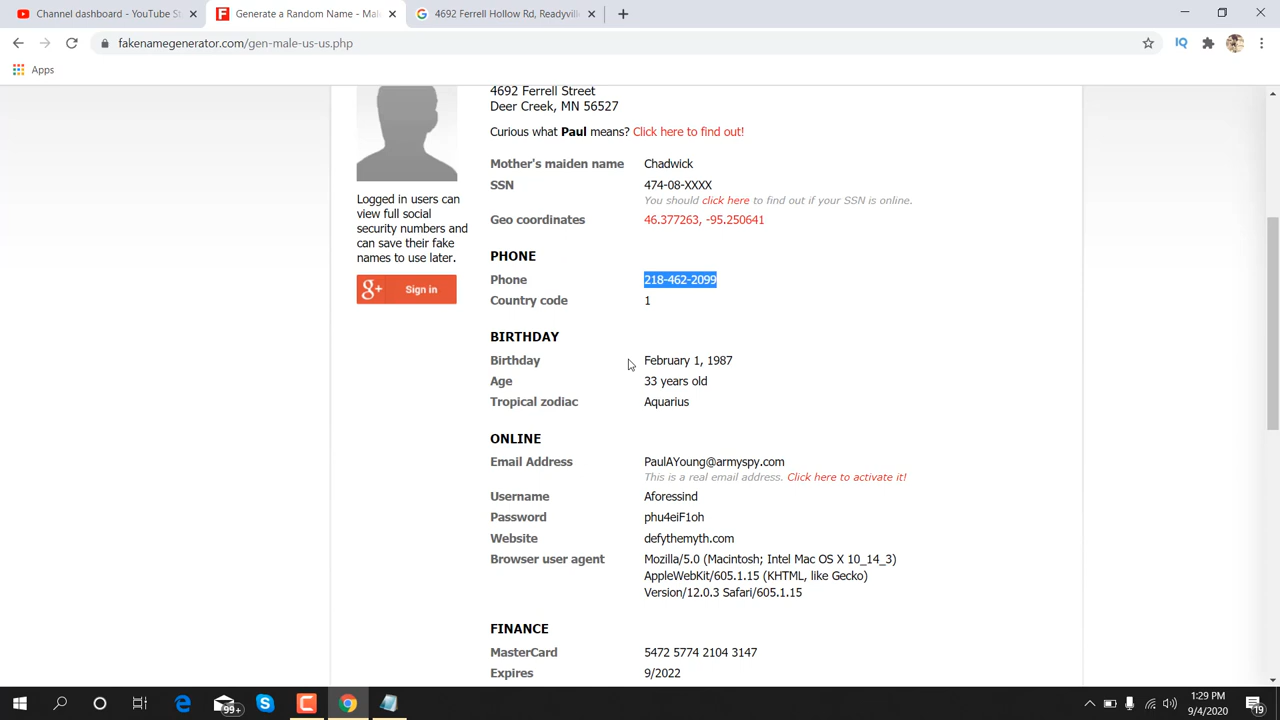 Channel dashboard - YouTube St
Generate a Random Name - Mal
4692 Ferrell Hollow Rd, Readyvill
fakenamegenerator.com/gen-male-us-us.php
IQ
Apps
4692 Ferrell Street
Deer Creek, MN 56527
Curious what Paul means? Click here to find out!
Mother's maiden name Chadwick
SSN 474-08-XXXX
You should click here to find out if your SSN is online.
Geo coordinates 46.377263, -95.250641
Logged in users can
view full social
security numbers and
can save their fake
names to use later.
g+ Sign in
PHONE
Phone 218-462-2099
Country code 1
BIRTHDAY
Birthday February 1, 1987
Age 33 years old
Tropical zodiac Aquarius
ONLINE
Email Address PaulAYoung@armyspy.com
This is a real email address. Click here to activate it!
Username Aforessind
Password phu4eiF1oh
Website defythemyth.com
Browser user agent Mozilla/5.0 (Macintosh; Intel Mac OS X 10_14_3)
AppleWebKit/605.1.15 (KHTML, like Gecko)
Version/12.0.3 Safari/605.1.15
FINANCE
MasterCard 5472 5774 2104 3147
Expires 9/2022
99+
1:29 PM
9/4/2020
19